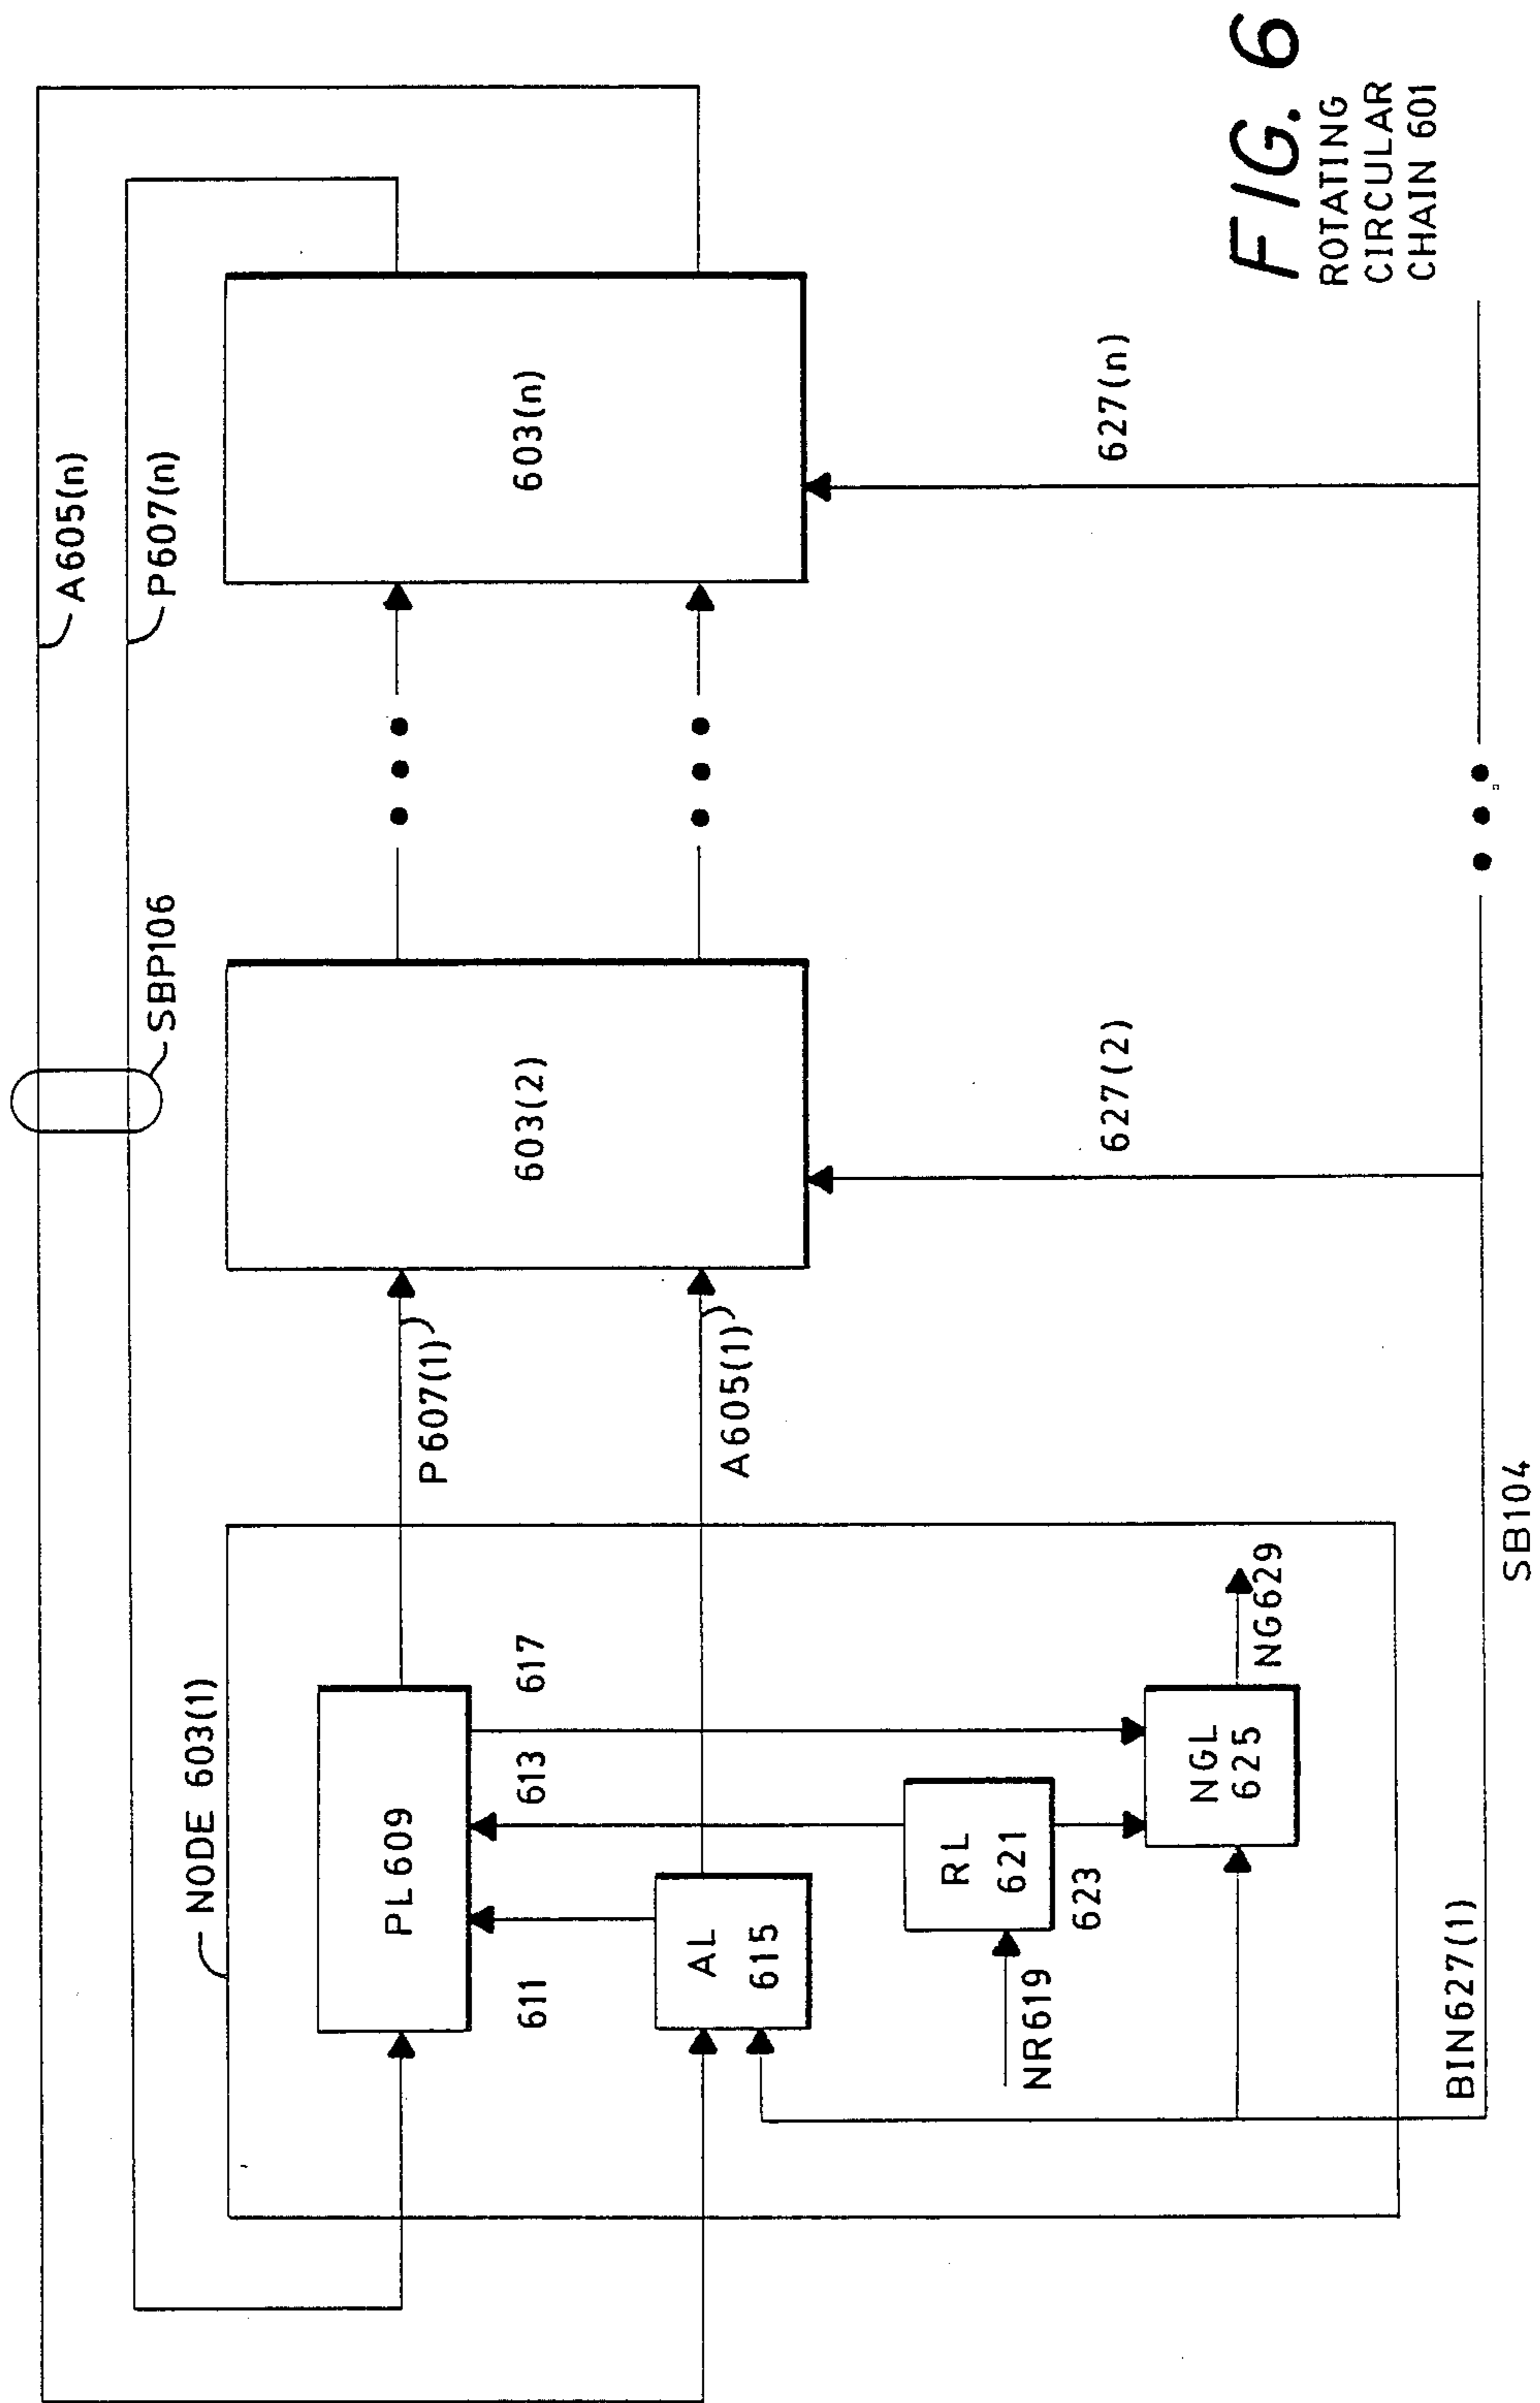 A605(n)
P607(n)
SBP106
NODE 603(1)
PL609
P607(1)
603(2)
603(n)
611
613
617
AL
615
A605(1)
NR619
RL
621
623
NGL
625
NG629
BIN627(1)
627(2)
627(n)
SB104
FIG. 6
ROTATING
CIRCULAR
CHAIN 601